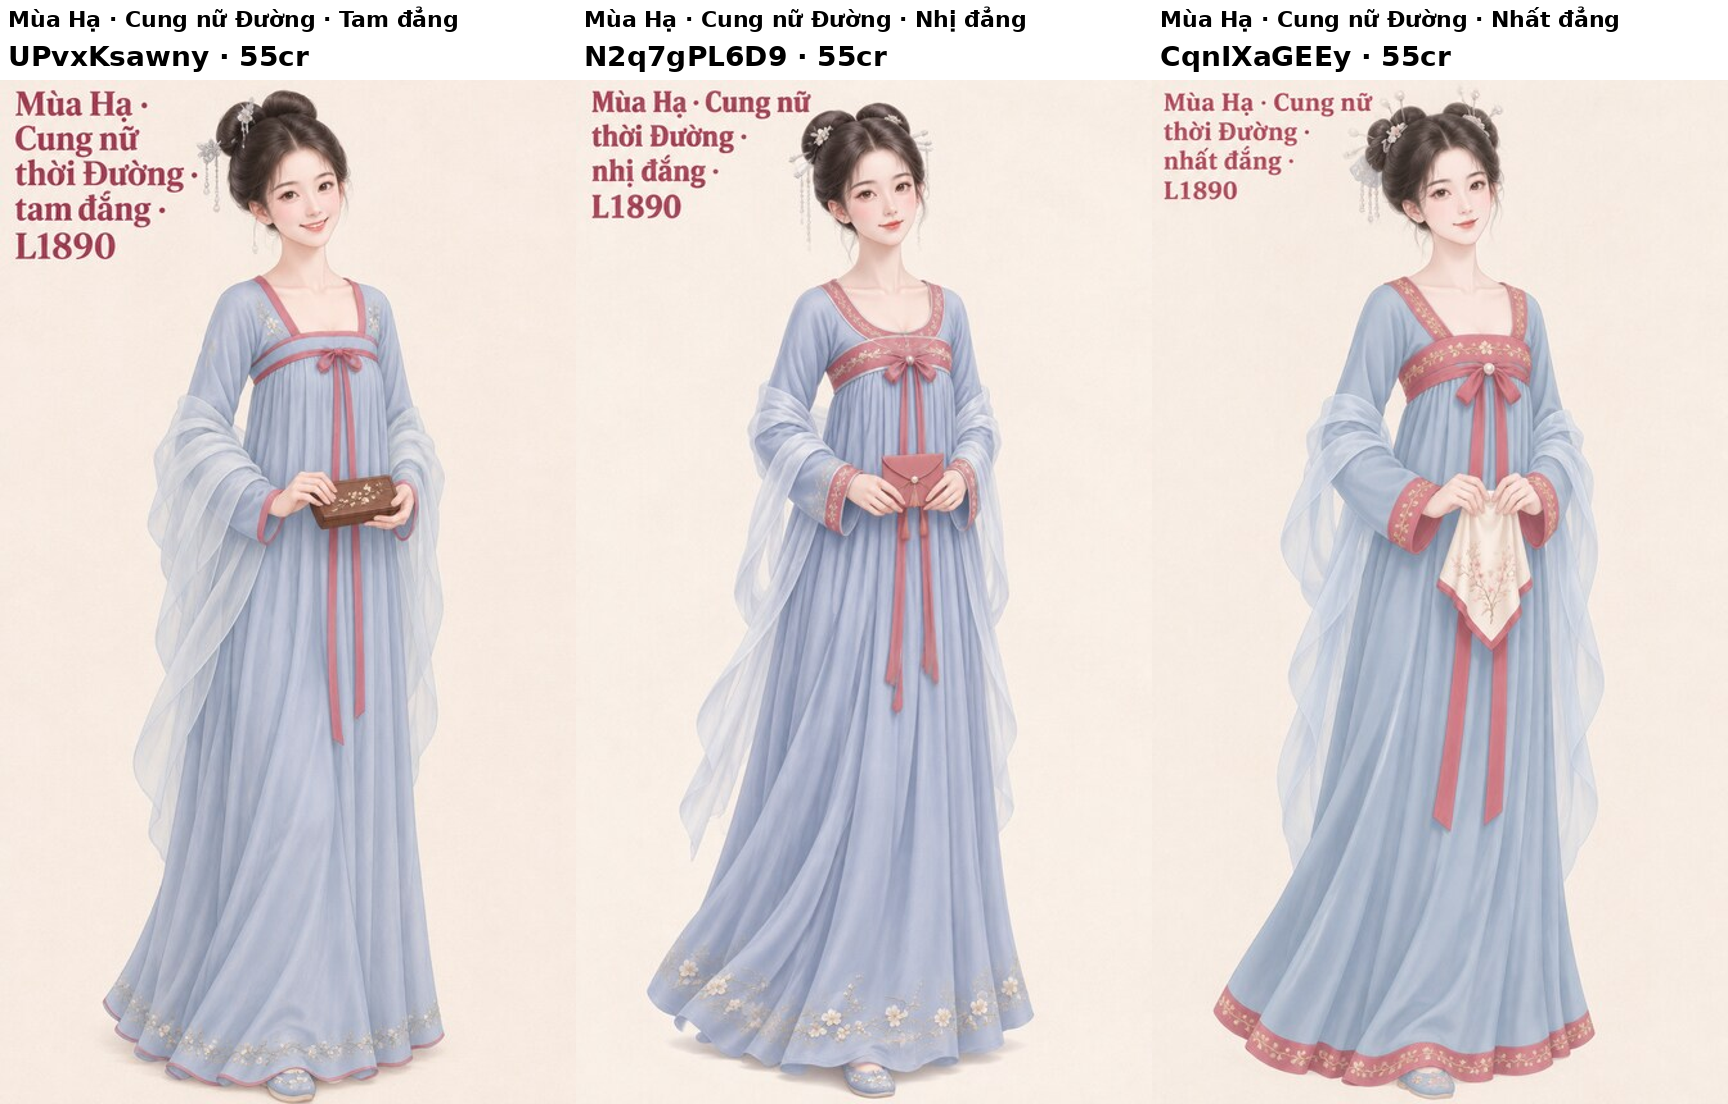 Mùa Hạ · Cung nữ Đường · Tam đẳng
UPvxKsawny · 55cr
Mùa Hạ ·
Cung nữ
thời Đường ·
tam đẳng ·
L1890
Mùa Hạ · Cung nữ Đường · Nhị đẳng
N2q7gPL6D9 · 55cr
Mùa Hạ · Cung nữ
thời Đường ·
nhị đẳng ·
L1890
Mùa Hạ · Cung nữ Đường · Nhất đẳng
CqnlXaGEEy · 55cr
Mùa Hạ · Cung nữ
thời Đường ·
nhất đẳng ·
L1890